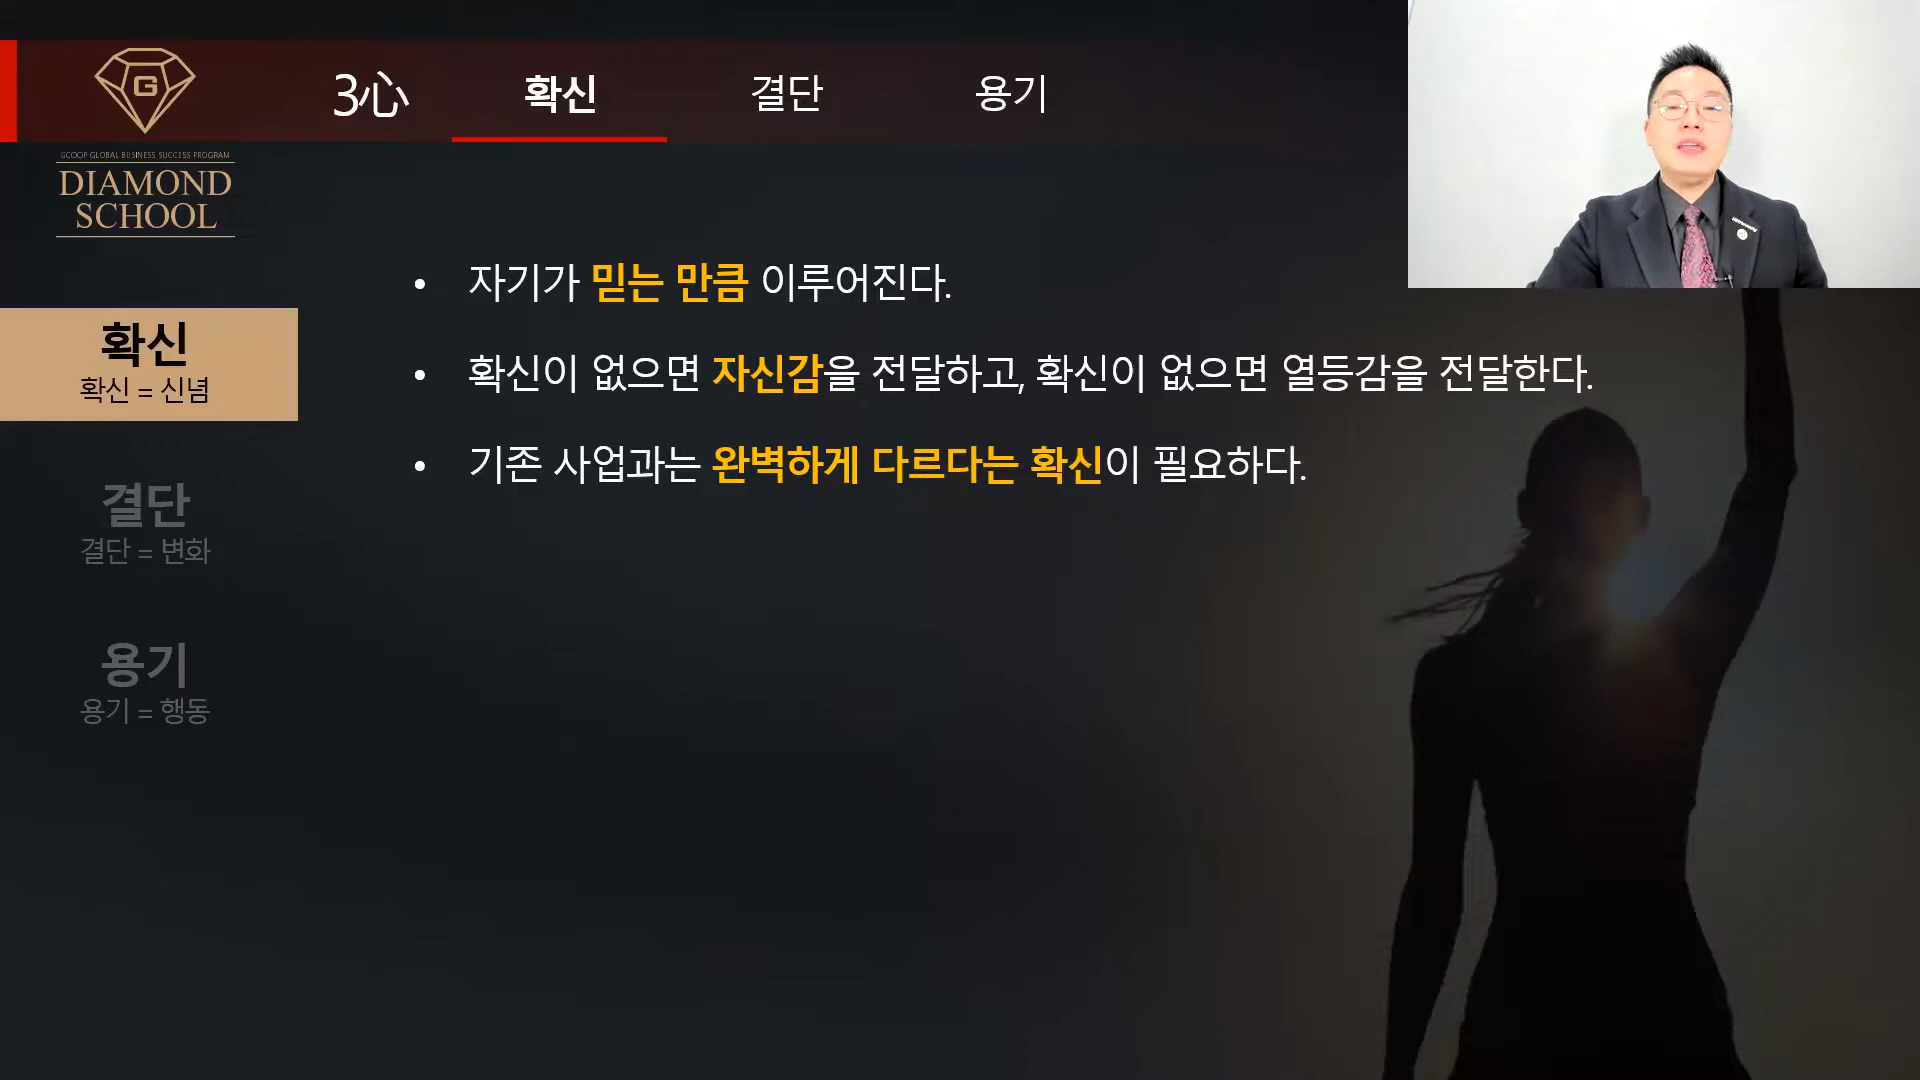 G
3心
확신
결단
용기
GCOOP GLOBAL BUSINESS SUCCESS PROGRAM
DIAMOND
SCHOOL
확신
확신 = 신념
결단
결단 = 변화
용기
용기 = 행동
• 자기가 믿는 만큼 이루어진다.
• 확신이 없으면 자신감을 전달하고, 확신이 없으면 열등감을 전달한다.
• 기존 사업과는 완벽하게 다르다는 확신이 필요하다.